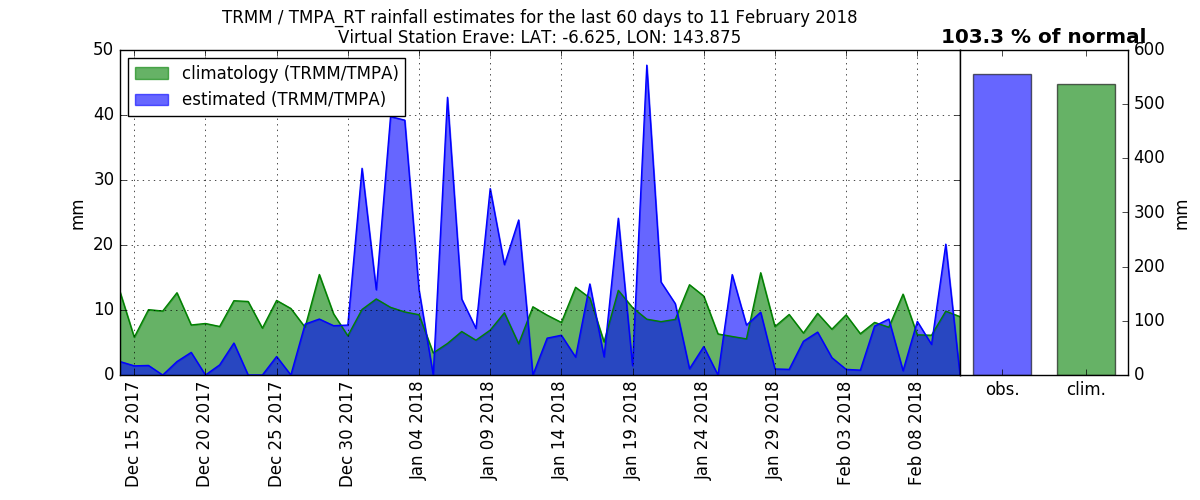 TRMM / TMPA_RT rainfall estimates for the last 60 days to 11 February 2018
Virtual Station Erave: LAT: -6.625, LON: 143.875
103.3 % of normal
climatology (TRMM/TMPA)
estimated (TRMM/TMPA)
50
40
30
20
10
0
mm
Dec 15 2017
Dec 20 2017
Dec 25 2017
Dec 30 2017
Jan 04 2018
Jan 09 2018
Jan 14 2018
Jan 19 2018
Jan 24 2018
Jan 29 2018
Feb 03 2018
Feb 08 2018
obs.
clim.
600
500
400
300
200
100
0
mm